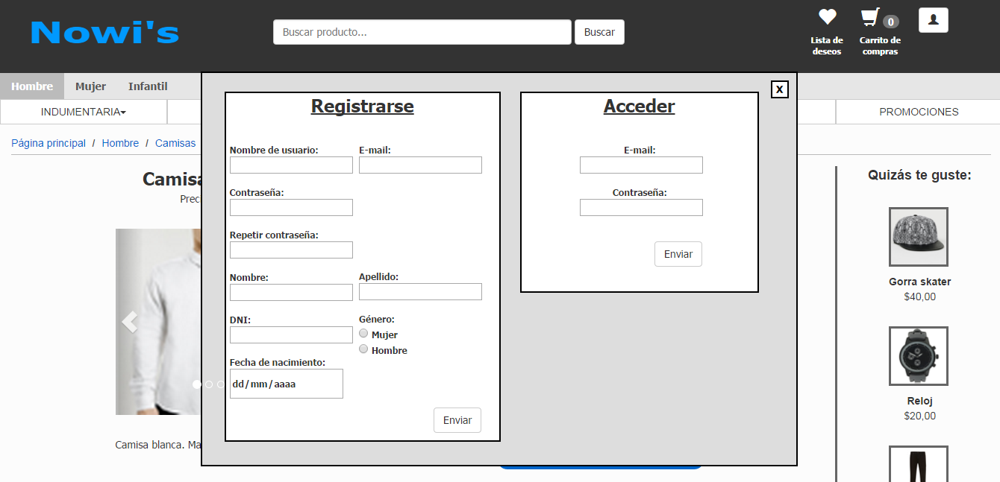 Nowi's
Buscar producto...
Buscar
Lista de
deseos
0
Carrito de
compras
Hombre
Mujer
Infantil
INDUMENTARIA
PROMOCIONES
Página principal / Hombre / Camisas
X
Registrarse
Nombre de usuario:
E-mail:
Contraseña:
Repetir contraseña:
Nombre:
Apellido:
DNI:
Género:
Mujer
Hombre
Fecha de nacimiento:
dd/mm/aaaa
Enviar
Acceder
E-mail:
Contraseña:
Enviar
Camisa
Camisa blanca.
Quizás te guste:
Gorra skater
$40,00
Reloj
$20,00